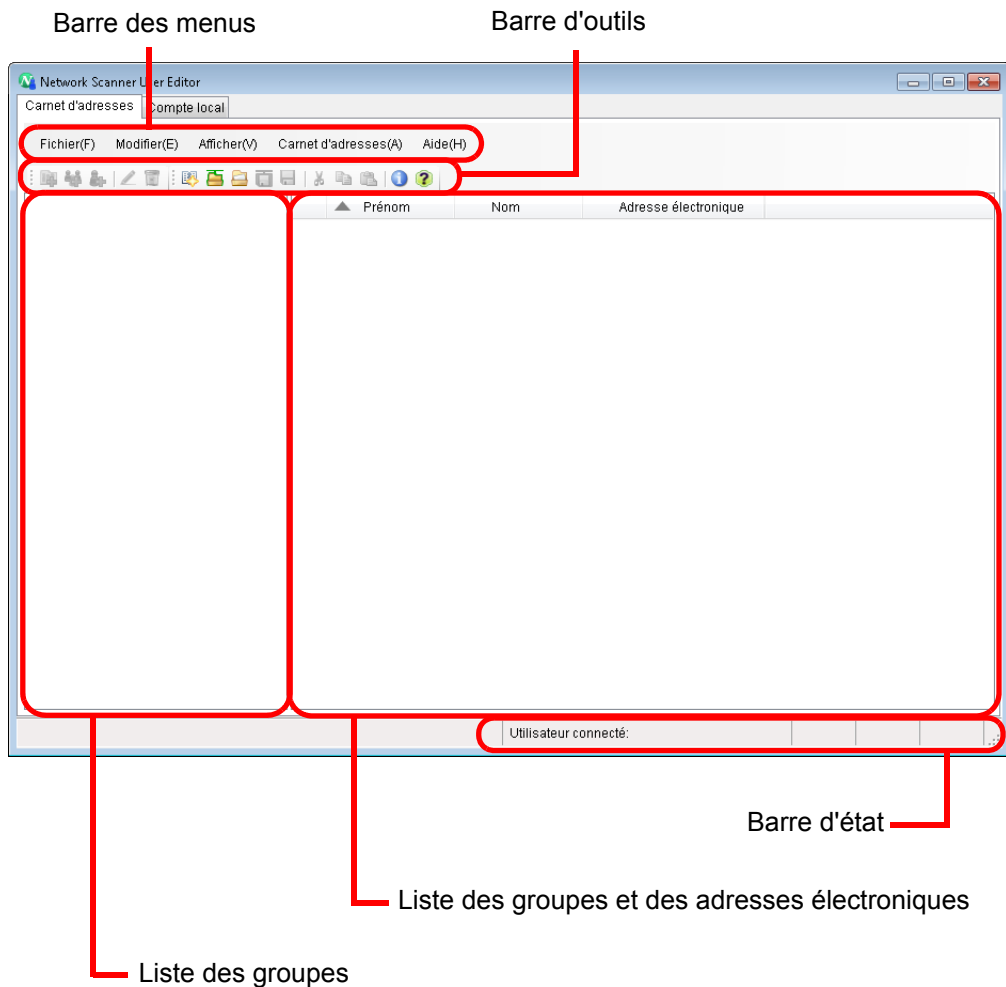 Barre des menus
Barre d'outils
Network Scanner User Editor
Carnet d'adresses
Compte local
Fichier(F) Modifier(E) Afficher(V) Carnet d'adresses(A) Aide(H)
Prénom Nom Adresse électronique
Utilisateur connecté:
Barre d'état
Liste des groupes et des adresses électroniques
Liste des groupes